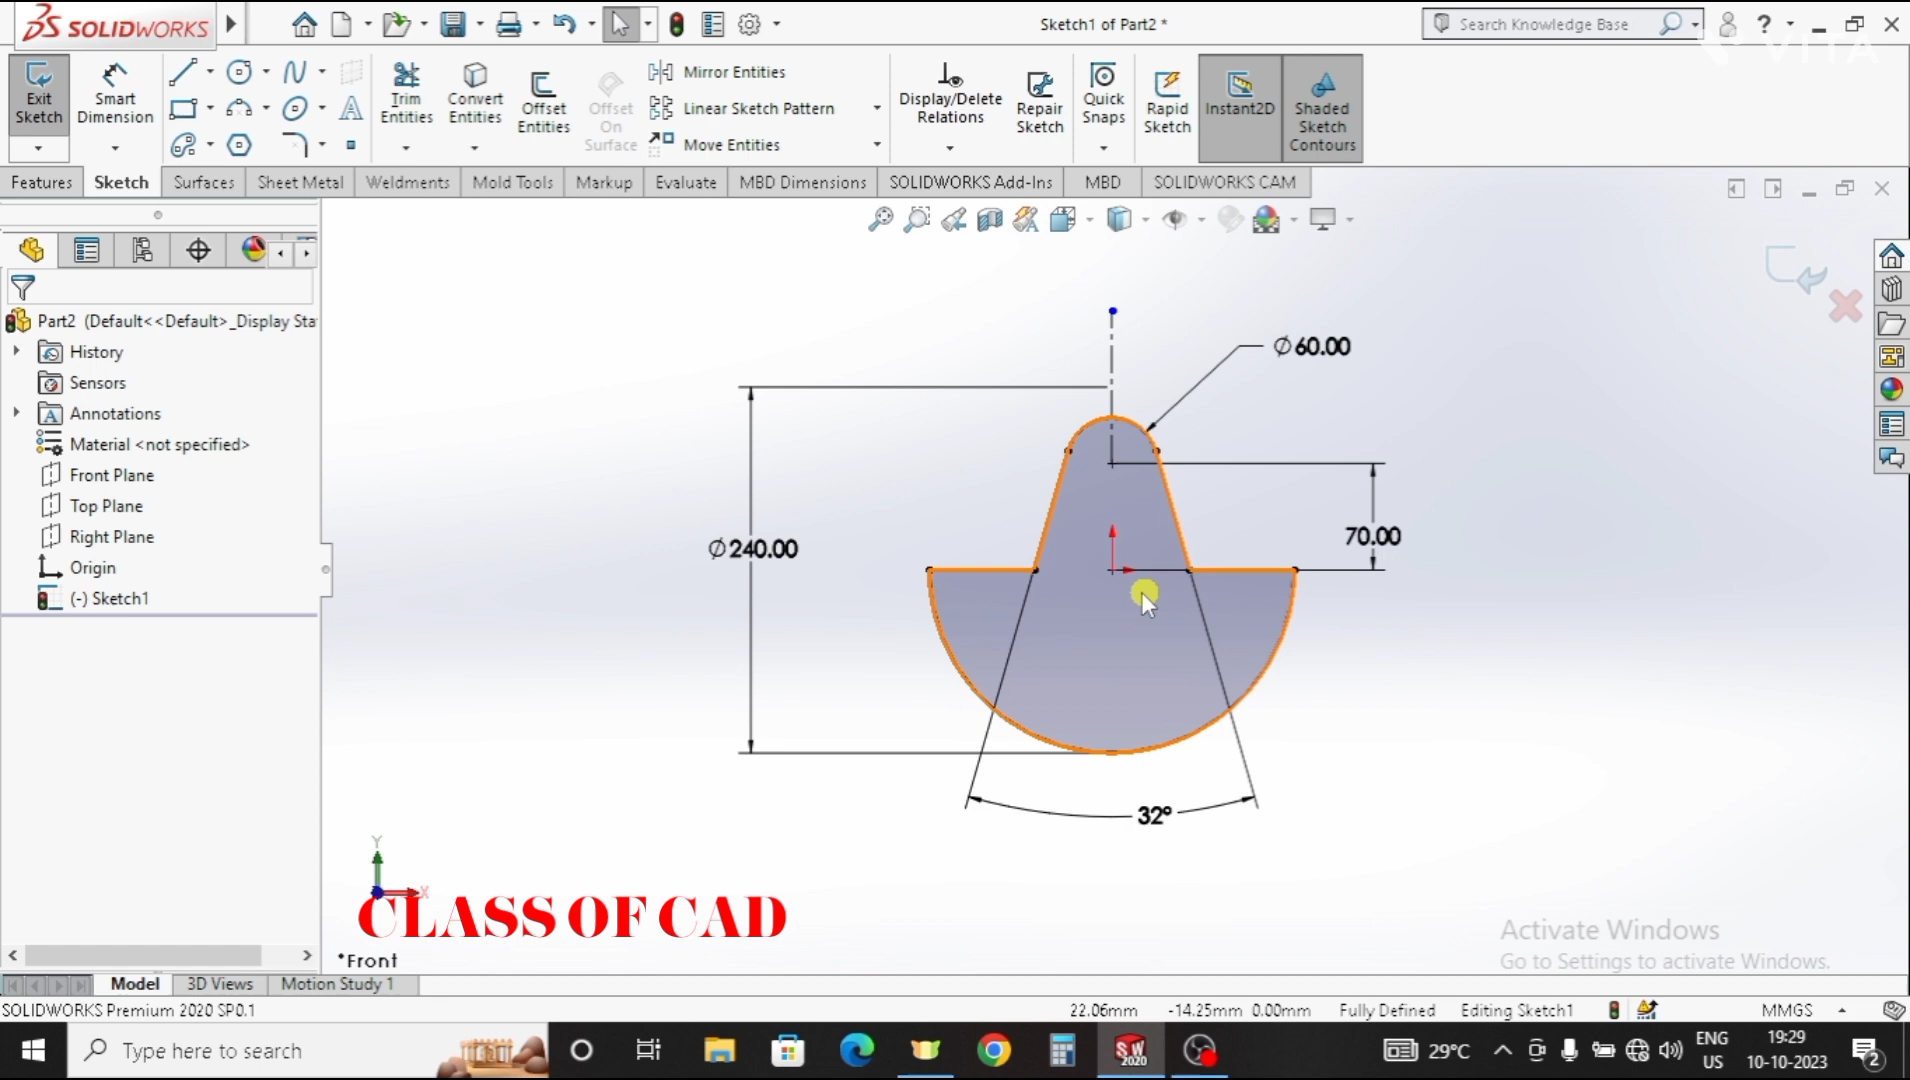 SOLIDWORKS
Sketch1 of Part2 *
Search Knowledge Base
VITA
Exit Sketch
Smart Dimension
Trim Entities
Convert Entities
Offset Entities
Offset On Surface
Mirror Entities
Linear Sketch Pattern
Move Entities
Display/Delete Relations
Repair Sketch
Quick Snaps
Rapid Sketch
Instant2D
Shaded Sketch Contours
Features
Sketch
Surfaces
Sheet Metal
Weldments
Mold Tools
Markup
Evaluate
MBD Dimensions
SOLIDWORKS Add-Ins
MBD
SOLIDWORKS CAM
Part2 (Default<<Default>_Display Sta
History
Sensors
Annotations
Material <not specified>
Front Plane
Top Plane
Right Plane
Origin
(-) Sketch1
∅60.00
∅240.00
70.00
32°
Y
X
CLASS OF CAD
*Front
Activate Windows
Go to Settings to activate Windows.
Model
3D Views
Motion Study 1
SOLIDWORKS Premium 2020 SP0.1
22.06mm -14.25mm 0.00mm Fully Defined Editing Sketch1 MMGS
Type here to search
SW 2020
29°C
ENG US
19:29
10-10-2023
2